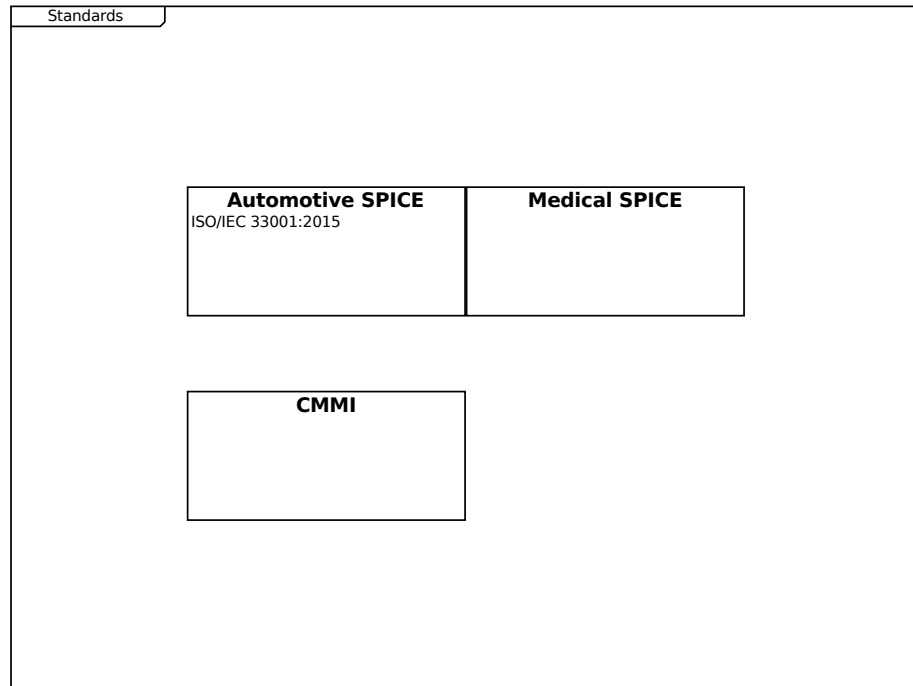 Standards
Automotive SPICE
ISO/IEC 33001:2015
Medical SPICE
CMMI